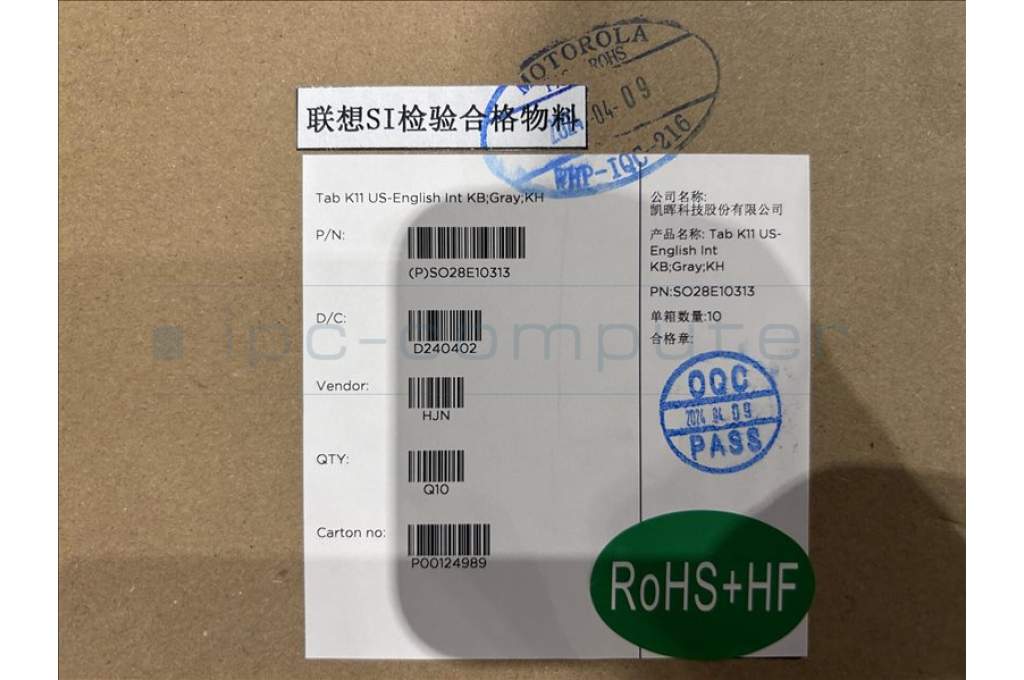 MOTOROLA
ROHS
2024-04-09
RHP-IQC-216
联想SI检验合格物料
Tab K11 US-English Int KB;Gray;KH
P/N:
(P)SO28E10313
D/C:
D240402
Vendor:
HJN
QTY:
Q10
Carton no:
P00124989
公司名称:
凯晖科技股份有限公司
产品名称: Tab K11 US-
English Int
KB;Gray;KH
PN:SO28E10313
单箱数量:10
合格章:
OQC
2024 04 09
PASS
RoHS+HF
ipc-computer